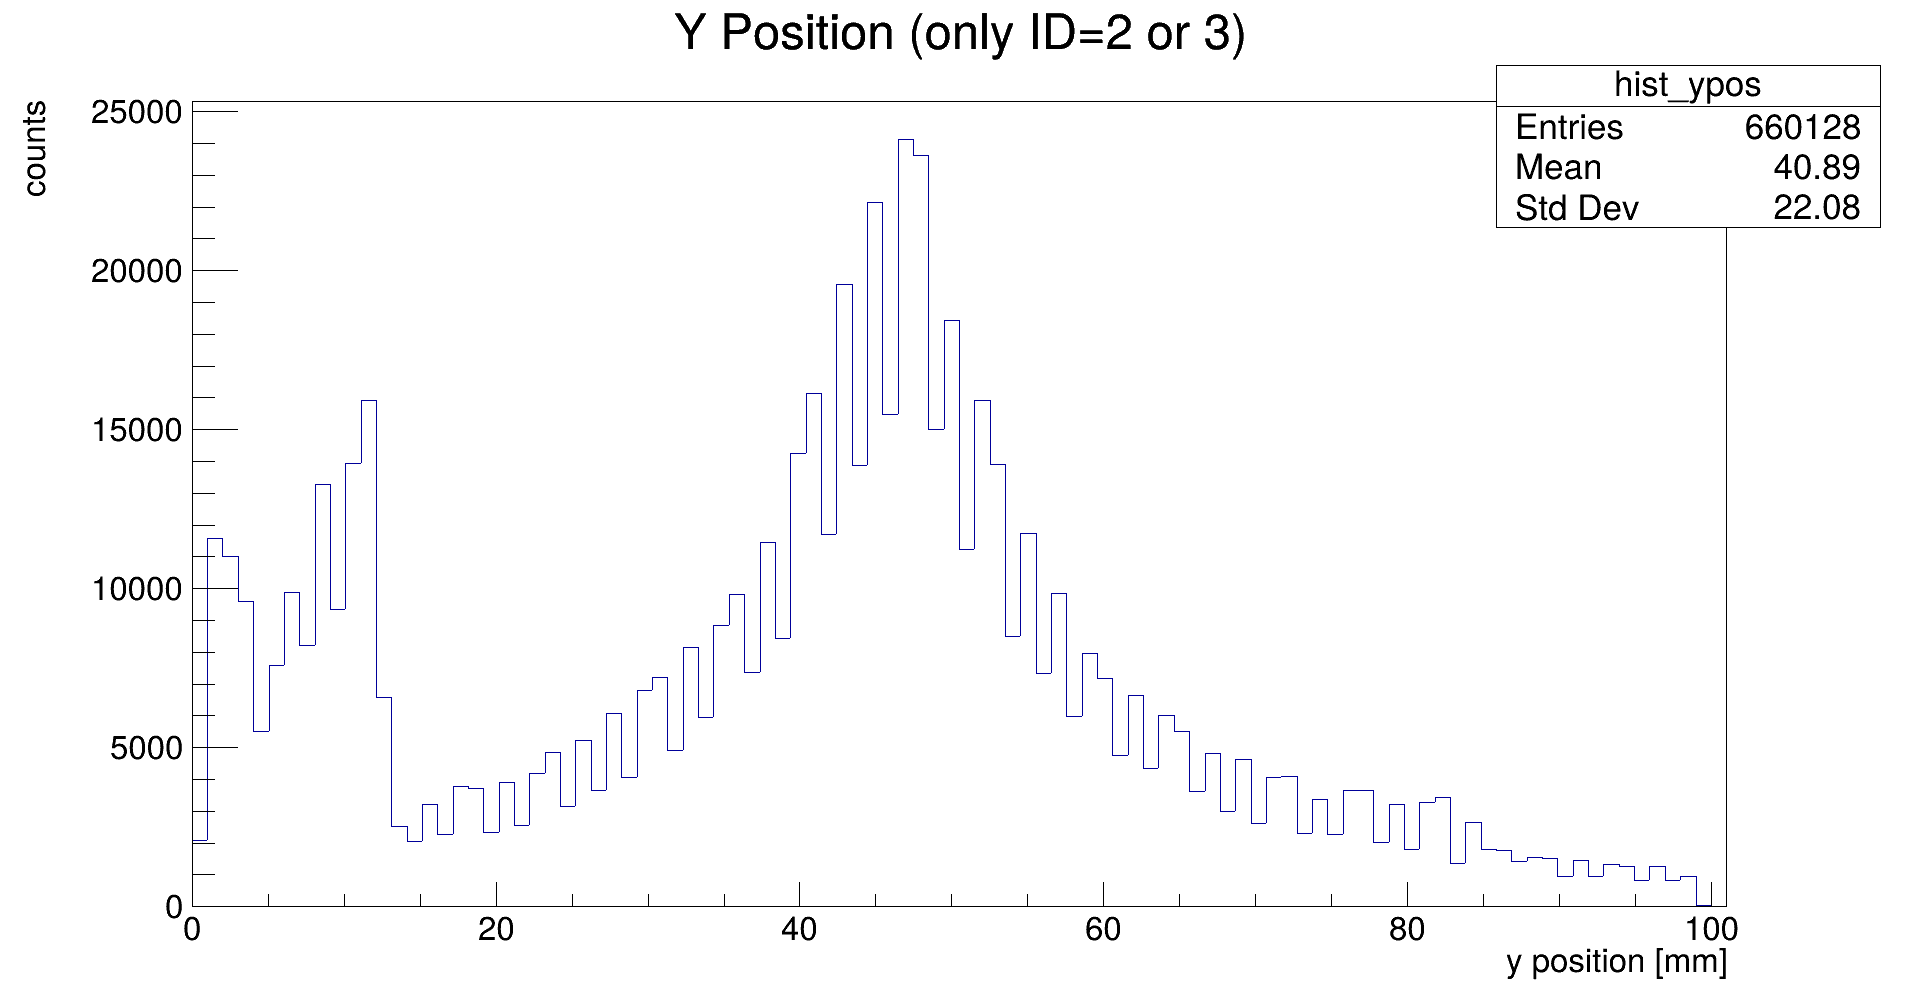 Y Position (only ID=2 or 3)
hist_ypos
Entries 660128
Mean 40.89
Std Dev 22.08
counts
25000
20000
15000
10000
5000
0
0 20 40 60 80 100
y position [mm]